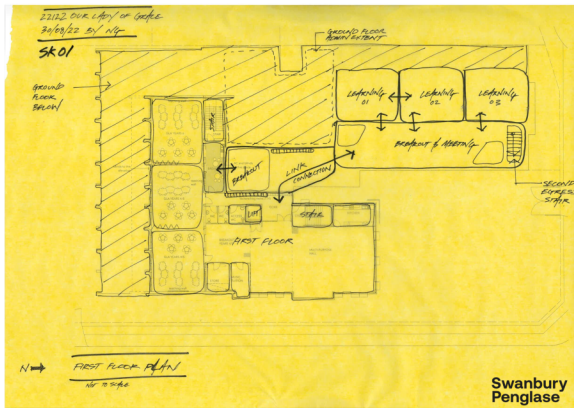 22122 OUR LADY OF GRACE
30/08/22 BY NG
SK01
GROUND FLOOR
ADMIN EXTENT
GROUND
FLOOR
BELOW
LEARNING
01
LEARNING
02
LEARNING
03
STAIR
BREAKOUT & MEETING
BREAKOUT
LINK
CONNECTION
SECOND
EGRESS
STAIR
LIFT
STAIR
FIRST FLOOR
N
FIRST FLOOR PLAN
NOT TO SCALE
Swanbury
Penglase